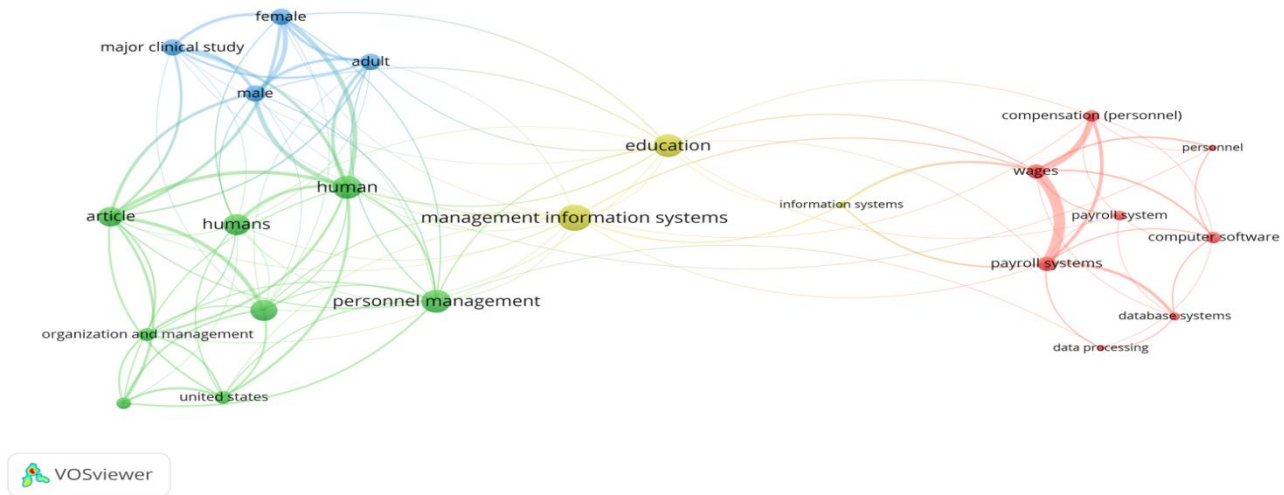 female
major clinical study
adult
male
human
article
humans
personnel management
organization and management
united states
education
management information systems
information systems
compensation (personnel)
personnel
wages
payroll system
computer software
payroll systems
database systems
data processing
VOSviewer